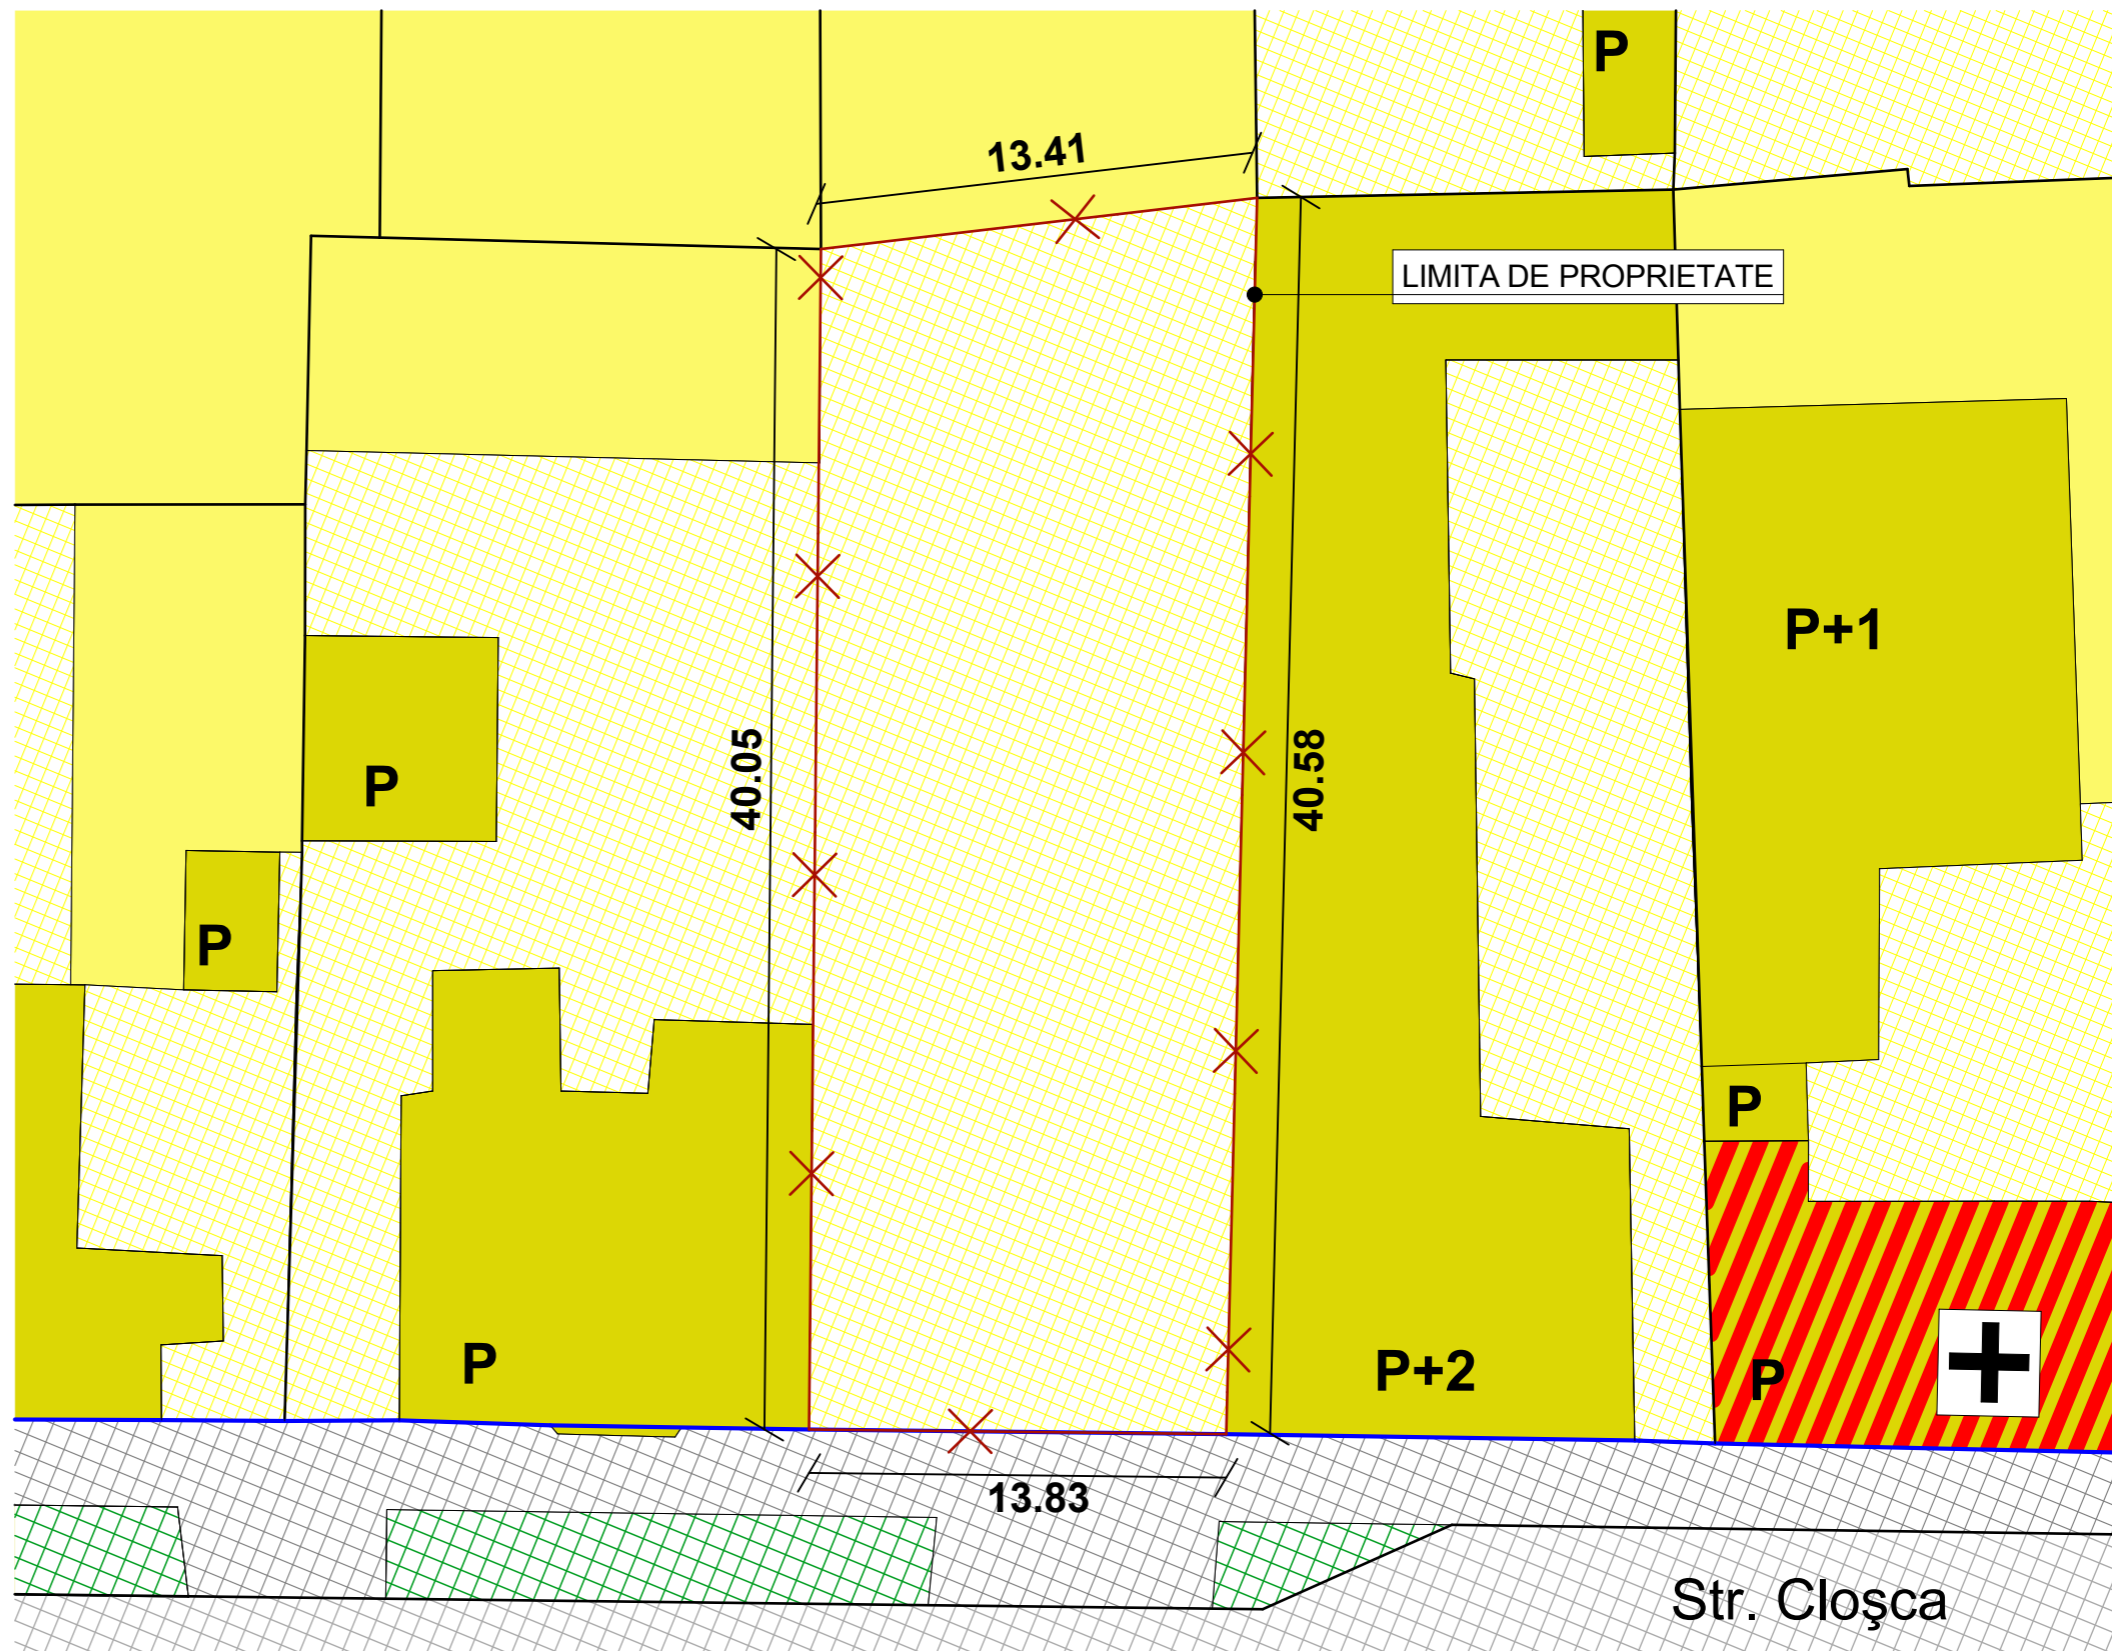 P
13.41
LIMITA DE PROPRIETATE
P+1
40.05
40.58
P
P
P
P
P+2
P
13.83
Str. Cloşca